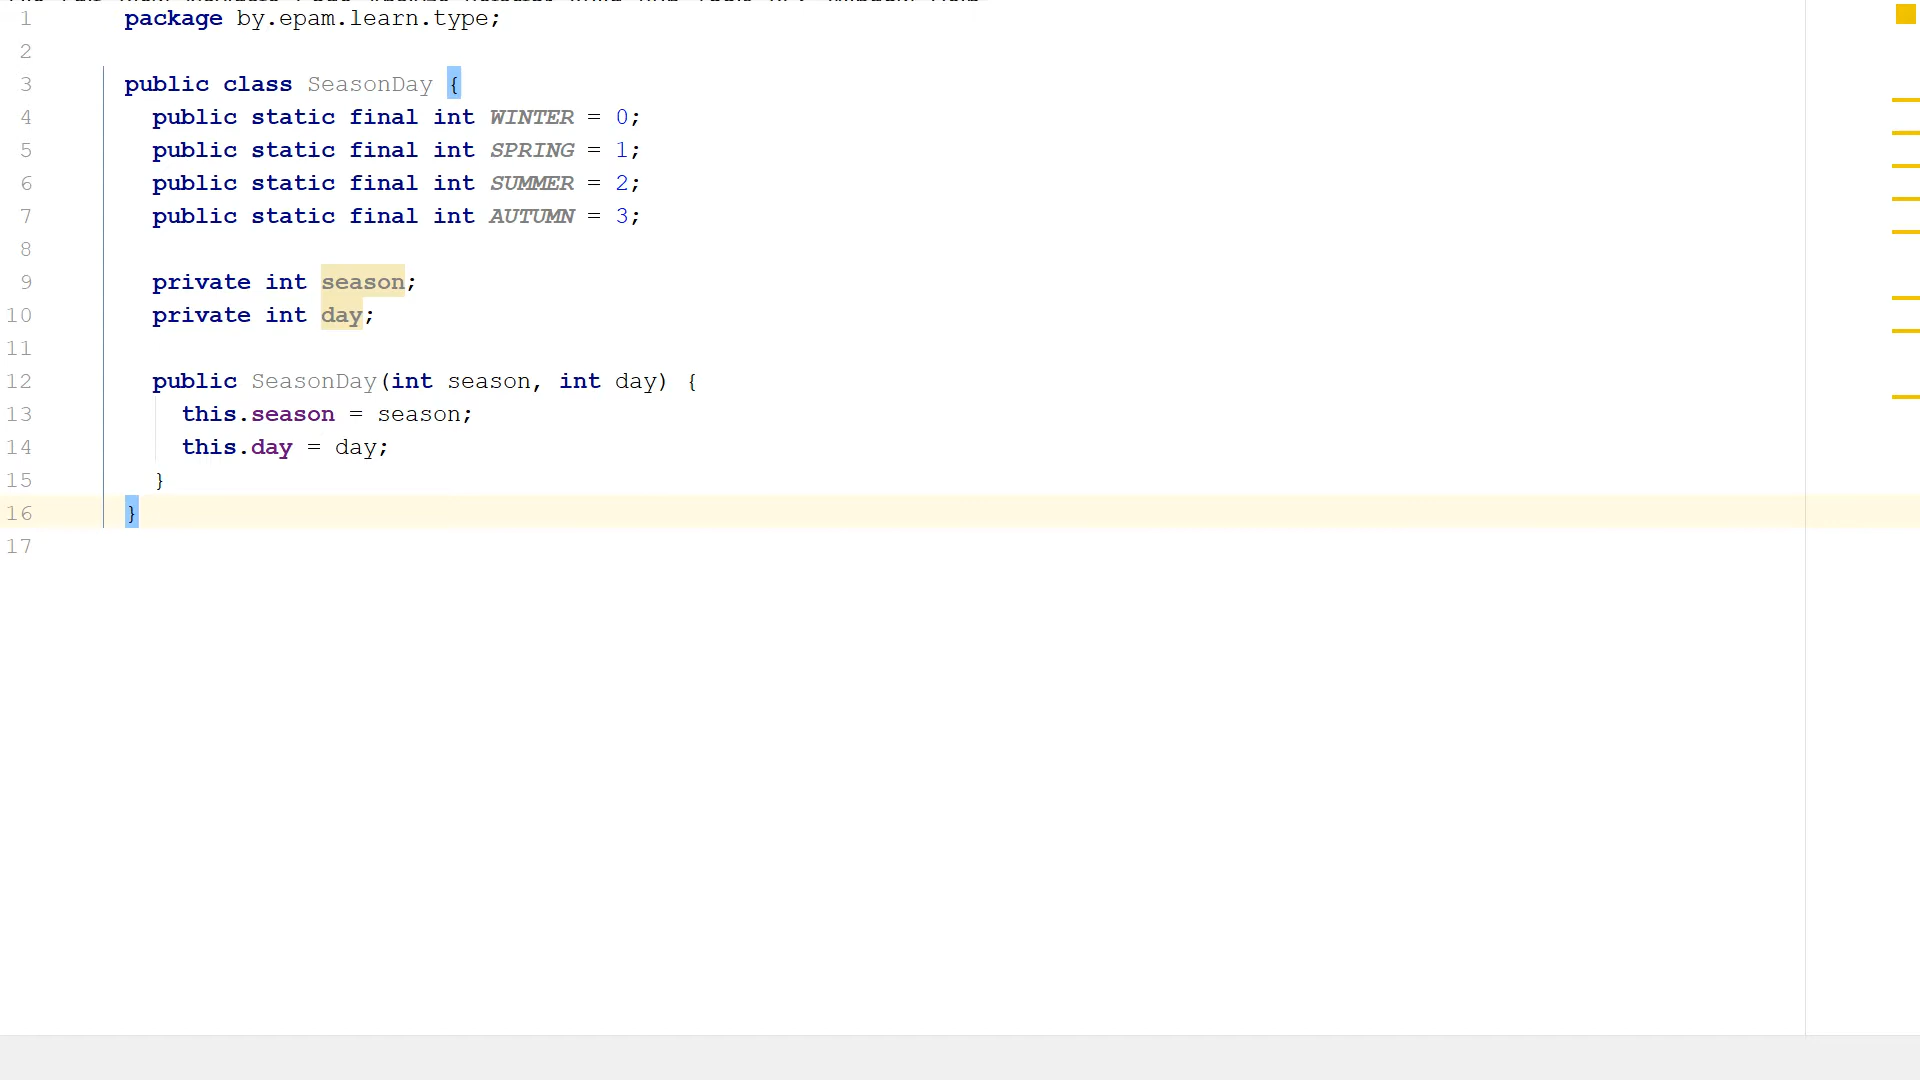 1 package by.epam.learn.type;
2
3 public class SeasonDay {
4 public static final int WINTER = 0;
5 public static final int SPRING = 1;
6 public static final int SUMMER = 2;
7 public static final int AUTUMN = 3;
8
9 private int season;
10 private int day;
11
12 public SeasonDay(int season, int day) {
13 this.season = season;
14 this.day = day;
15 }
16 }
17